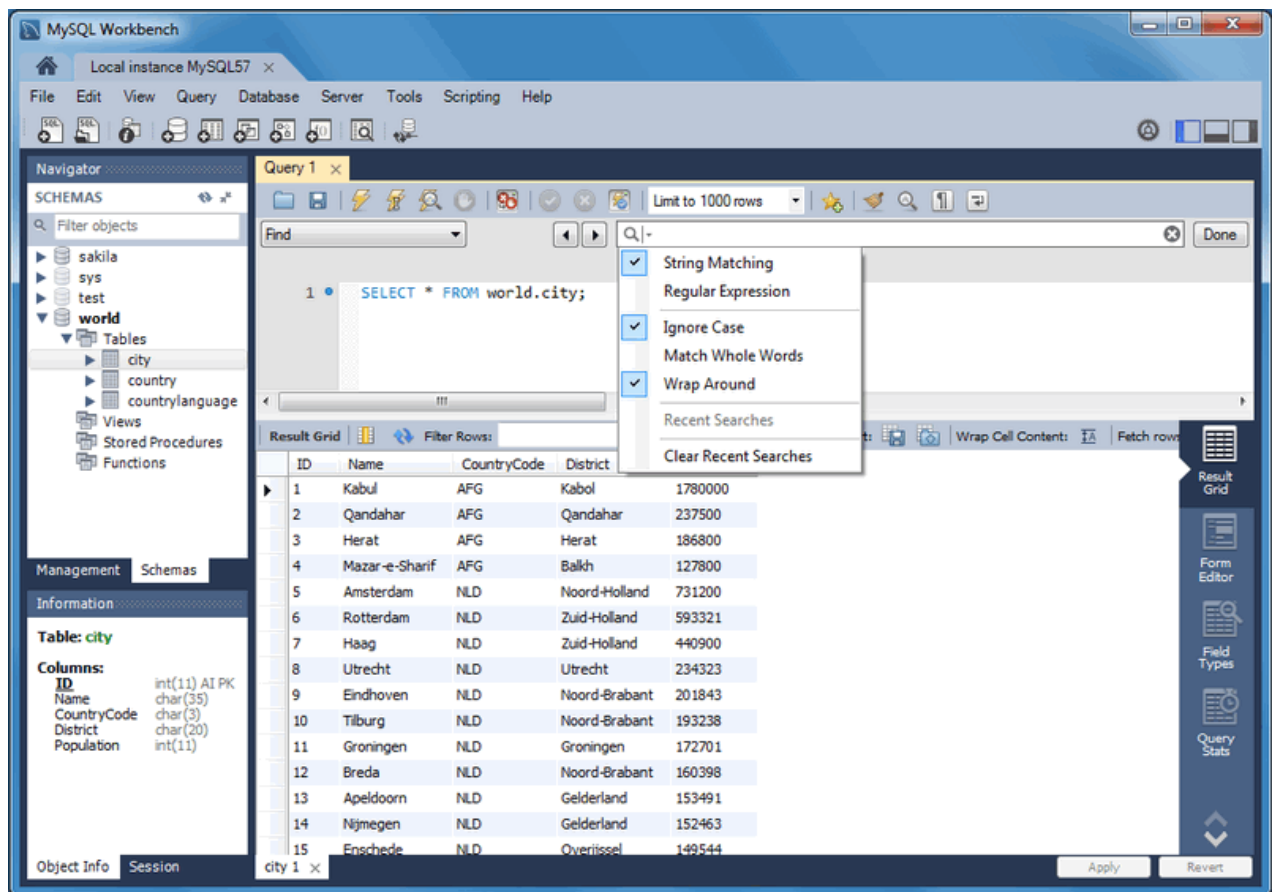 MySQL Workbench
Local instance MySQL57
File Edit View Query Database Server Tools Scripting Help
Navigator
SCHEMAS
Filter objects
sakila
sys
test
world
Tables
city
country
countrylanguage
Views
Stored Procedures
Functions
Management Schemas
Information
Table: city
Columns:
ID int(11) AI PK
Name char(35)
CountryCode char(3)
District char(20)
Population int(11)
Object Info Session
Query 1
Limit to 1000 rows
Find Done
String Matching
Regular Expression
Ignore Case
Match Whole Words
Wrap Around
Recent Searches
Clear Recent Searches
1 SELECT * FROM world.city;
Result Grid Filter Rows: Wrap Cell Content: Fetch rows
ID Name CountryCode District
1 Kabul AFG Kabol 1780000
2 Qandahar AFG Qandahar 237500
3 Herat AFG Herat 186800
4 Mazar-e-Sharif AFG Balkh 127800
5 Amsterdam NLD Noord-Holland 731200
6 Rotterdam NLD Zuid-Holland 593321
7 Haag NLD Zuid-Holland 440900
8 Utrecht NLD Utrecht 234323
9 Eindhoven NLD Noord-Brabant 201843
10 Tilburg NLD Noord-Brabant 193238
11 Groningen NLD Groningen 172701
12 Breda NLD Noord-Brabant 160398
13 Apeldoorn NLD Gelderland 153491
14 Nijmegen NLD Gelderland 152463
15 Enschede NLD Overijssel 149544
Result
Grid
Form
Editor
Field
Types
Query
Stats
city 1
Apply Revert